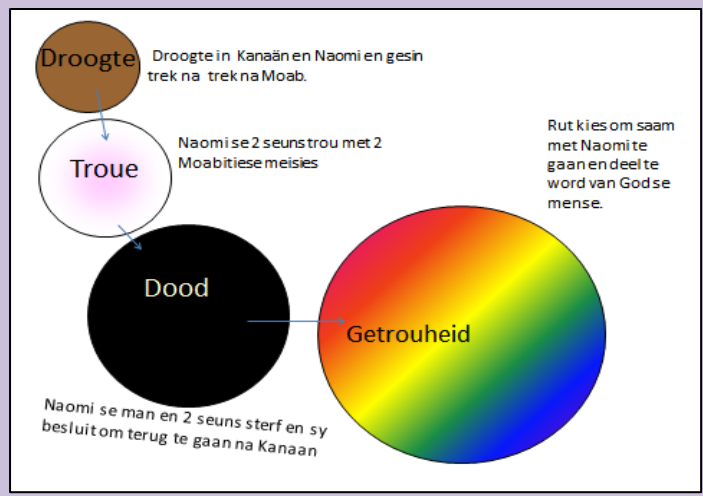 Droogte
Droogte in Kanaän en Naomi en gesin
trek na trek na Moab.
Troue
Naomi se 2 seuns trou met 2
Moabitiese meisies
Dood
Naomi se man en 2 seuns sterf en sy
besluit om terug te gaan na Kanaan
Getrouheid
Rut kies om saam
met Naomi te
gaan en deel te
word van God se
mense.